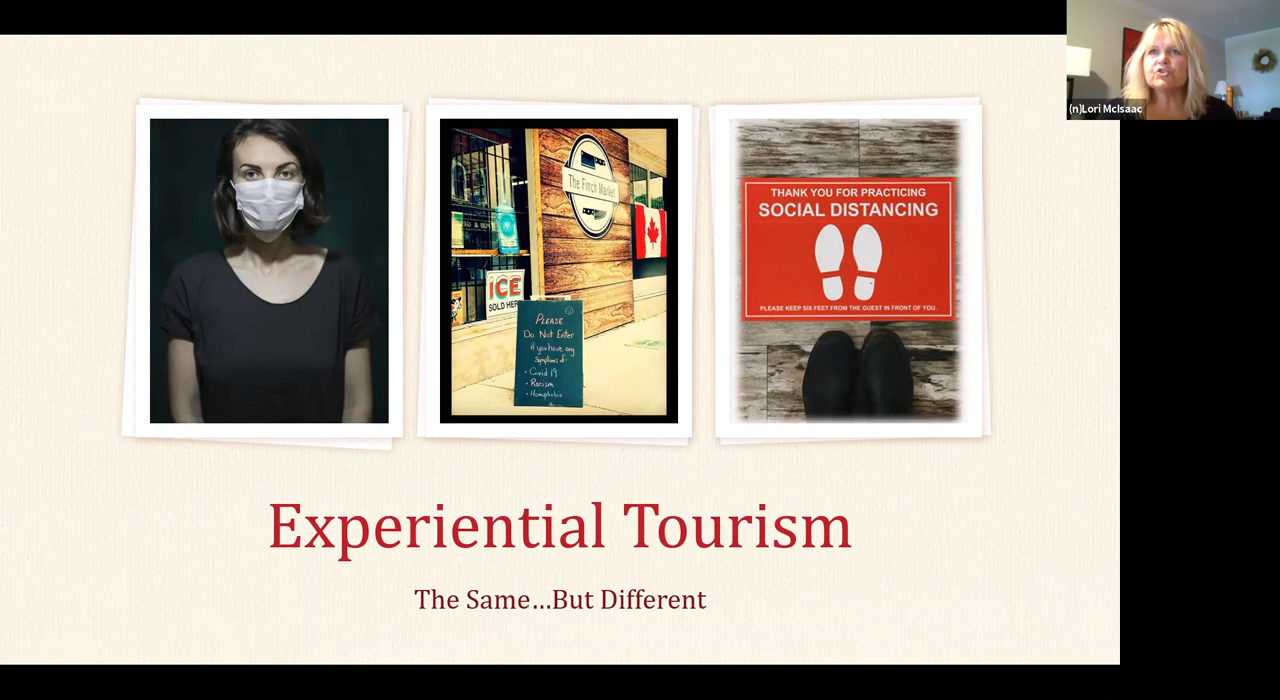 (n)Lori McIsaac
The Finch Market
ICE
SOLD HERE
PLEASE
Do Not Enter
if you have any
Symptoms of:
• Covid 19
• Racism
• Homophobia
THANK YOU FOR PRACTICING
SOCIAL DISTANCING
PLEASE KEEP SIX FEET FROM THE GUEST IN FRONT OF YOU.
Experiential Tourism
The Same...But Different